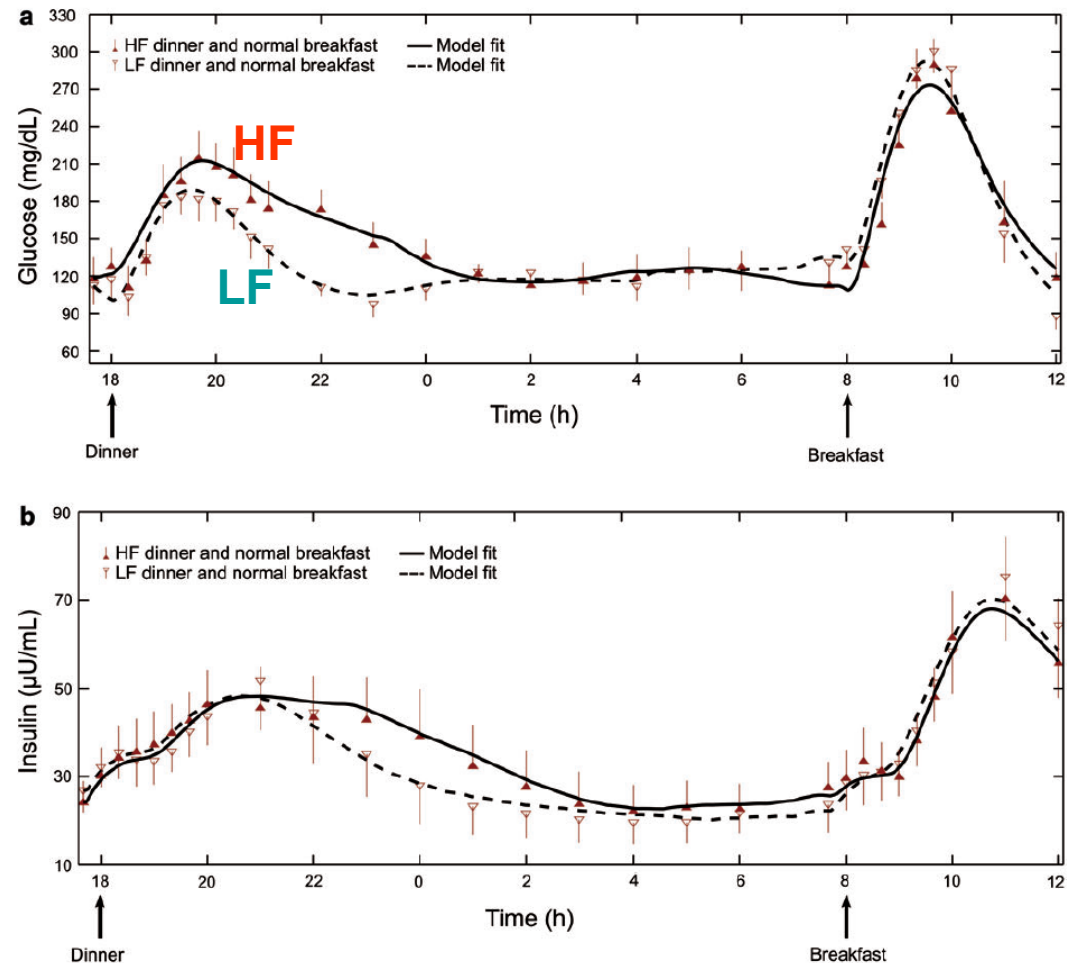 a
330
300
270
240
210
180
150
120
90
60
Glucose (mg/dL)
HF dinner and normal breakfast — Model fit
LF dinner and normal breakfast --- Model fit
HF
LF
18 20 22 0 2 4 6 8 10 12
Time (h)
Dinner Breakfast
b
90
70
50
30
10
Insulin (µU/mL)
HF dinner and normal breakfast — Model fit
LF dinner and normal breakfast --- Model fit
18 20 22 0 2 4 6 8 10 12
Time (h)
Dinner Breakfast